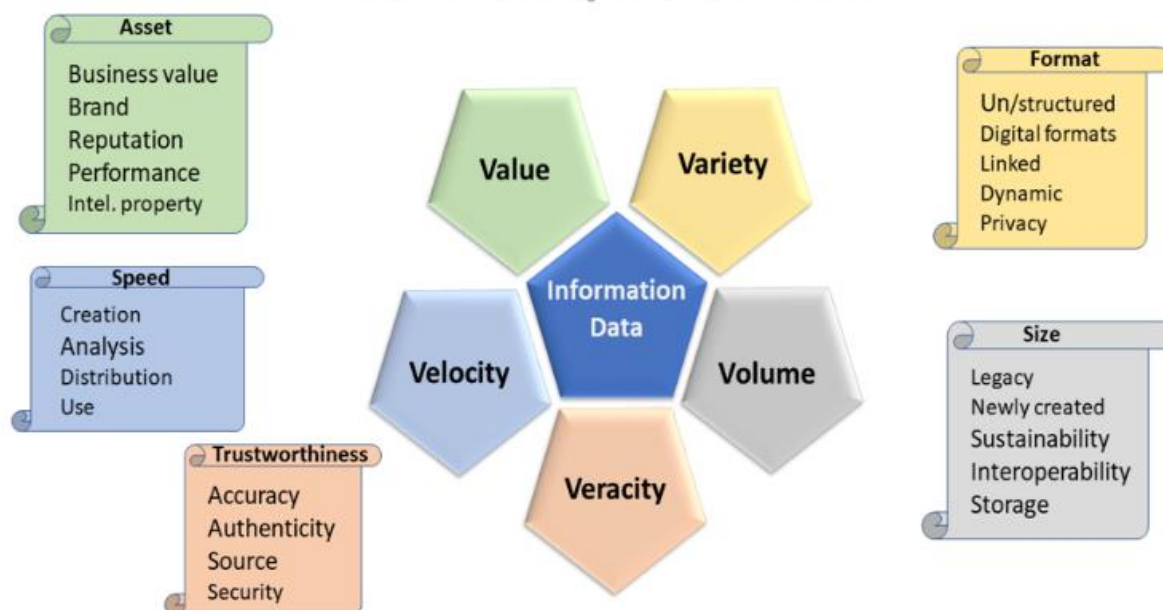 Asset
Business value
Brand
Reputation
Performance
Intel. property
Value
Variety
Format
Un/structured
Digital formats
Linked
Dynamic
Privacy
Information
Data
Speed
Creation
Analysis
Distribution
Use
Velocity
Volume
Size
Legacy
Newly created
Sustainability
Interoperability
Storage
Trustworthiness
Accuracy
Authenticity
Source
Security
Veracity